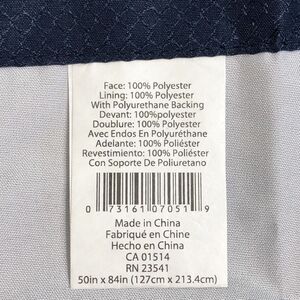 Face: 100% Polyester
Lining: 100% Polyester
With Polyurethane Backing
Devant: 100%polyester
Doublure: 100% Polyester
Avec Endos En Polyuréthane
Adelante: 100% Poliéster
Revestimiento: 100% Poliéster
Con Soporte De Poliuretano
0 73161 07051 9
Made in China
Fabriqué en Chine
Hecho en China
CA 01514
RN 23541
50in x 84in (127cm x 213.4cm)